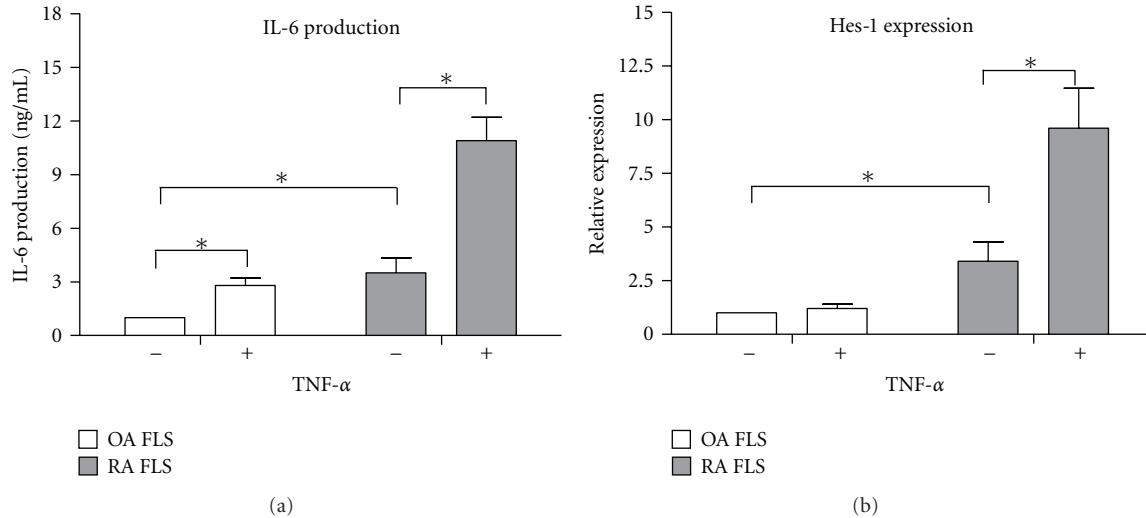 IL-6 production
IL-6 production (ng/mL)
18
15
12
9
6
3
0
*
*
*
− + − +
TNF-α
OA FLS
RA FLS
(a)
Hes-1 expression
Relative expression
15
12.5
10
7.5
5
2.5
0
*
*
− + − +
TNF-α
OA FLS
RA FLS
(b)